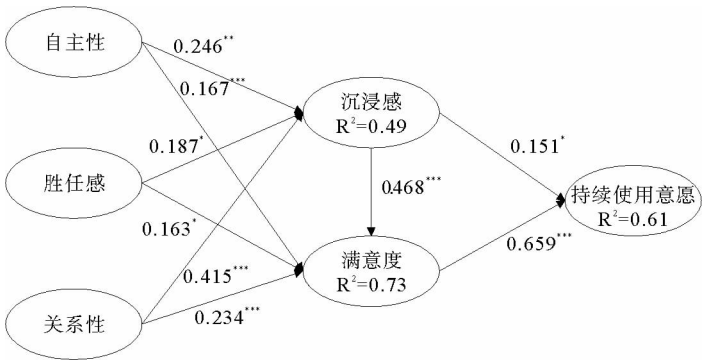 自主性
0.246**
0.167***
沉浸感
R²=0.49
0.187*
0.151*
胜任感
0.468***
持续使用意愿
R²=0.61
0.163*
0.659***
满意度
R²=0.73
0.415***
关系性
0.234***